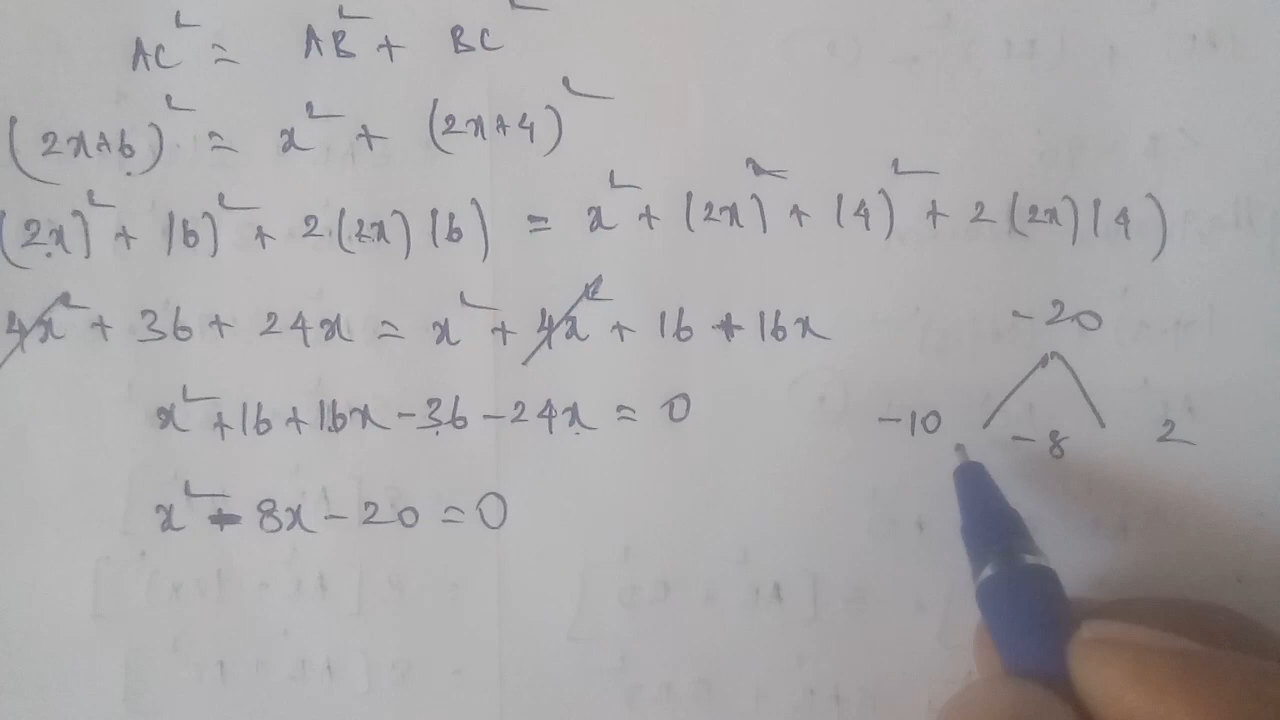 AC² = AB² + BC²
(2x+6)² = x² + (2x+4)²
(2x)² + (6)² + 2.(2x)(6) = x² + (2x)² + (4)² + 2(2x)(4)
4x² + 36 + 24x = x² + 4x² + 16 + 16x
x² + 16 + 16x - 36 - 24x = 0
x² - 8x - 20 = 0
-20
-10 -8 2